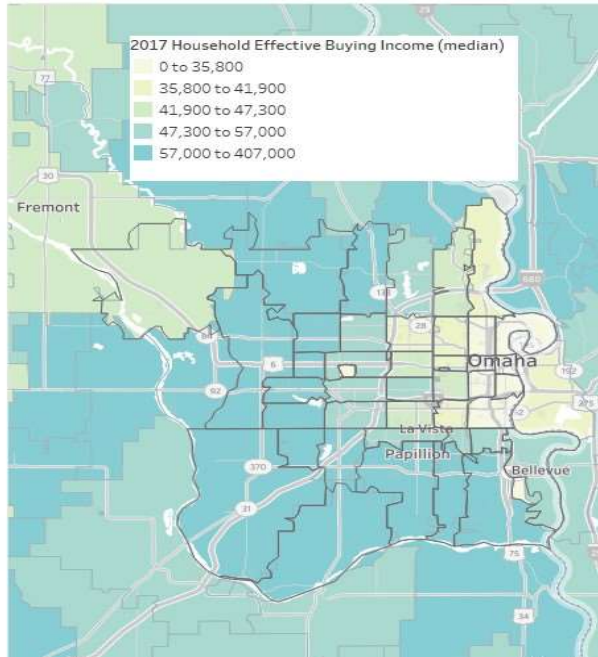 2017 Household Effective Buying Income (median)
0 to 35,800
35,800 to 41,900
41,900 to 47,300
47,300 to 57,000
57,000 to 407,000
77
30
Fremont
680
28
64
6
Omaha
192
92
275
La Vista
370
Papillion
Bellevue
31
75
34